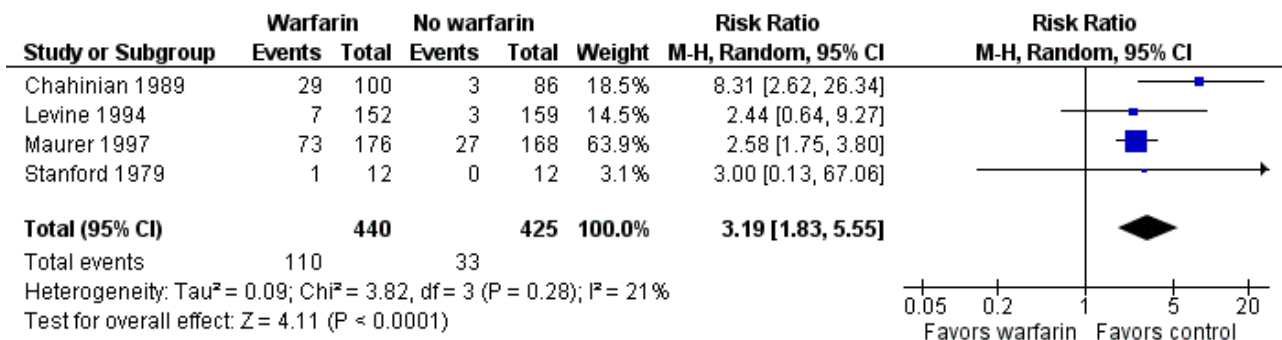 Warfarin No warfarin Risk Ratio Risk Ratio
Study or Subgroup Events Total Events Total Weight M-H, Random, 95% CI M-H, Random, 95% CI
Chahinian 1989 29 100 3 86 18.5% 8.31 [2.62, 26.34]
Levine 1994 7 152 3 159 14.5% 2.44 [0.64, 9.27]
Maurer 1997 73 176 27 168 63.9% 2.58 [1.75, 3.80]
Stanford 1979 1 12 0 12 3.1% 3.00 [0.13, 67.06]
Total (95% CI) 440 425 100.0% 3.19 [1.83, 5.55]
Total events 110 33
Heterogeneity: Tau² = 0.09; Chi² = 3.82, df = 3 (P = 0.28); I² = 21%
Test for overall effect: Z = 4.11 (P < 0.0001)
0.05 0.2 1 5 20
Favors warfarin Favors control